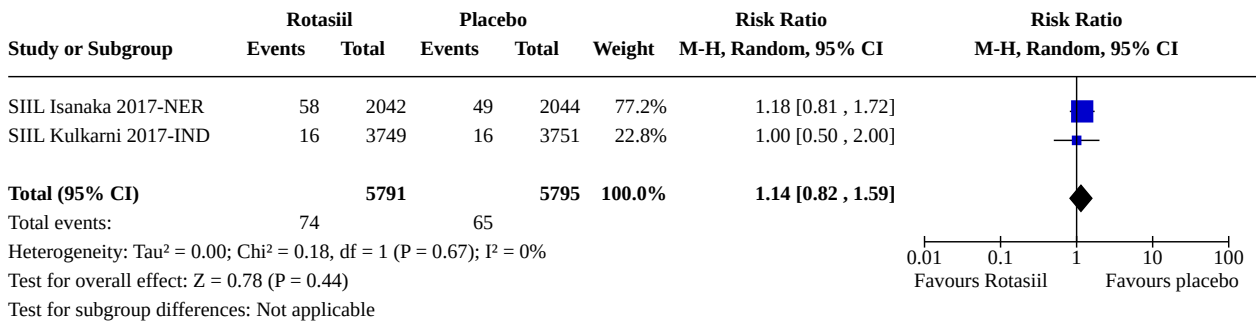 Rotasiil Placebo Risk Ratio Risk Ratio
Study or Subgroup Events Total Events Total Weight M-H, Random, 95% CI M-H, Random, 95% CI
SIIL Isanaka 2017-NER 58 2042 49 2044 77.2% 1.18 [0.81 , 1.72]
SIIL Kulkarni 2017-IND 16 3749 16 3751 22.8% 1.00 [0.50 , 2.00]
Total (95% CI) 5791 5795 100.0% 1.14 [0.82 , 1.59]
Total events: 74 65
Heterogeneity: Tau² = 0.00; Chi² = 0.18, df = 1 (P = 0.67); I² = 0%
0.01 0.1 1 10 100
Test for overall effect: Z = 0.78 (P = 0.44) Favours Rotasiil Favours placebo
Test for subgroup differences: Not applicable